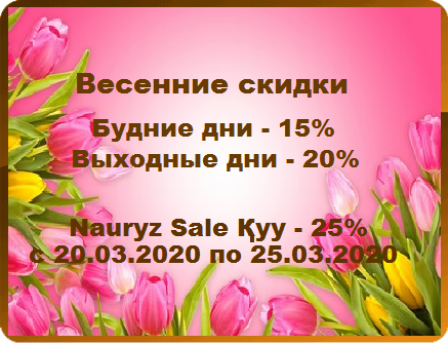 Весенние скидки
Будние дни - 15%
Выходные дни - 20%
Nauryz Sale Қуу - 25%
с 20.03.2020 по 25.03.2020